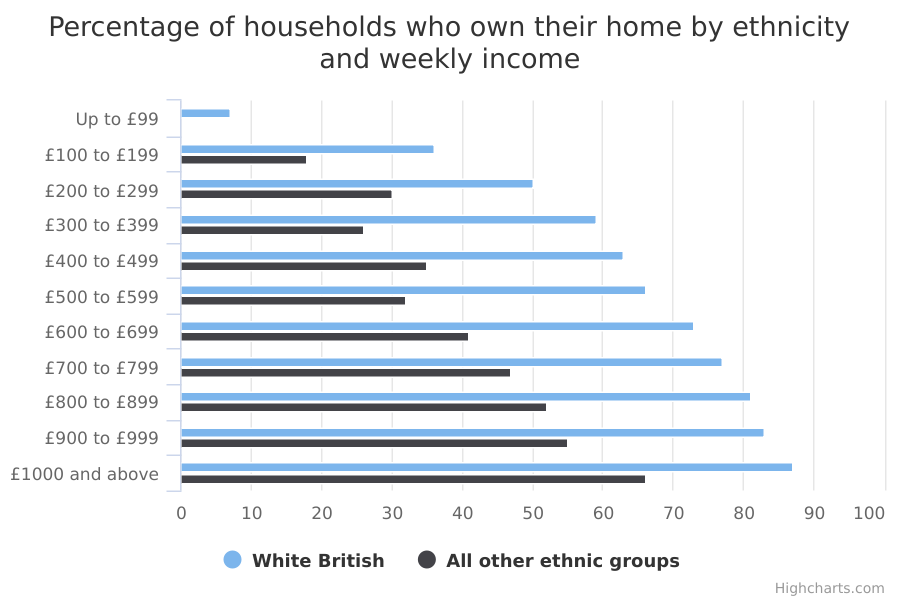 Percentage of households who own their home by ethnicity
and weekly income
Up to £99
£100 to £199
£200 to £299
£300 to £399
£400 to £499
£500 to £599
£600 to £699
£700 to £799
£800 to £899
£900 to £999
£1000 and above
0 10 20 30 40 50 60 70 80 90 100
White British All other ethnic groups
Highcharts.com